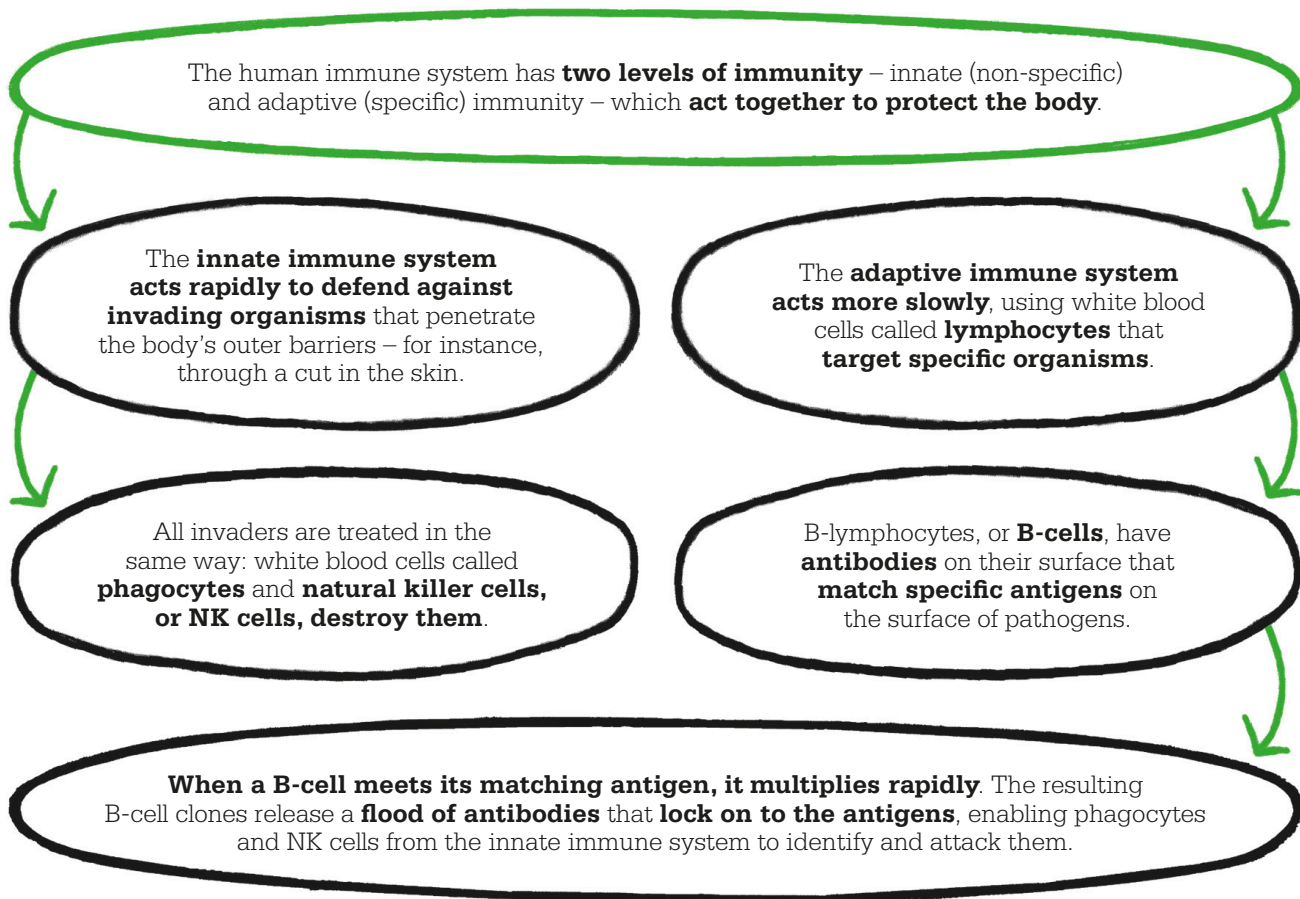 The human immune system has two levels of immunity – innate (non-specific)
and adaptive (specific) immunity – which act together to protect the body.
The innate immune system
acts rapidly to defend against
invading organisms that penetrate
the body’s outer barriers – for instance,
through a cut in the skin.
The adaptive immune system
acts more slowly, using white blood
cells called lymphocytes that
target specific organisms.
All invaders are treated in the
same way: white blood cells called
phagocytes and natural killer cells,
or NK cells, destroy them.
B-lymphocytes, or B-cells, have
antibodies on their surface that
match specific antigens on
the surface of pathogens.
When a B-cell meets its matching antigen, it multiplies rapidly. The resulting
B-cell clones release a flood of antibodies that lock on to the antigens, enabling phagocytes
and NK cells from the innate immune system to identify and attack them.